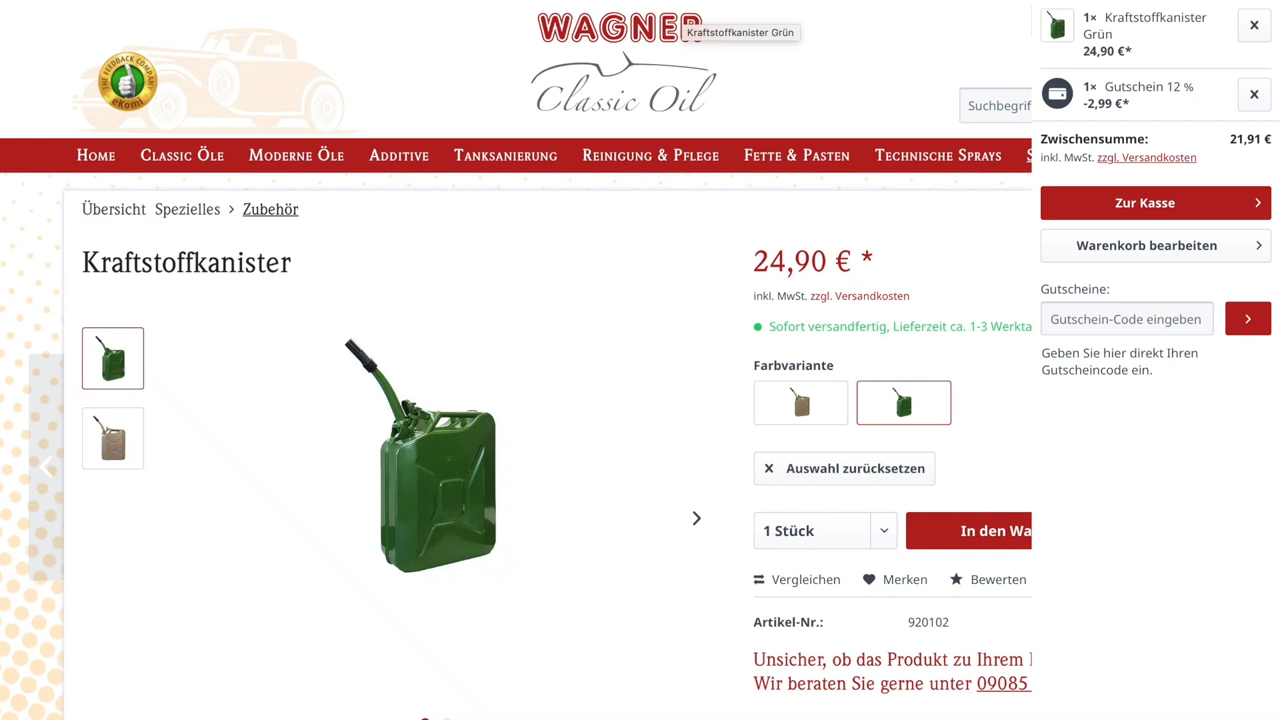 WAGNER
Kraftstoffkanister Grün
Classic Oil
THE FEEDBACK COMPANY
eKomi
Suchbegrif
Home
Classic Öle
Moderne Öle
Additive
Tanksanierung
Reinigung & Pflege
Fette & Pasten
Technische Sprays
S
Übersicht Spezielles > Zubehör
Kraftstoffkanister
24,90 € *
inkl. MwSt. zzgl. Versandkosten
Sofort versandfertig, Lieferzeit ca. 1-3 Werkta
Farbvariante
Auswahl zurücksetzen
1 Stück
In den Wa
Vergleichen
Merken
Bewerten
Artikel-Nr.: 920102
Unsicher, ob das Produkt zu Ihrem
Wir beraten Sie gerne unter 09085
1× Kraftstoffkanister
Grün
24,90 €*
1× Gutschein 12 %
-2,99 €*
Zwischensumme: 21,91 €
inkl. MwSt. zzgl. Versandkosten
Zur Kasse
Warenkorb bearbeiten
Gutscheine:
Gutschein-Code eingeben
Geben Sie hier direkt Ihren
Gutscheincode ein.